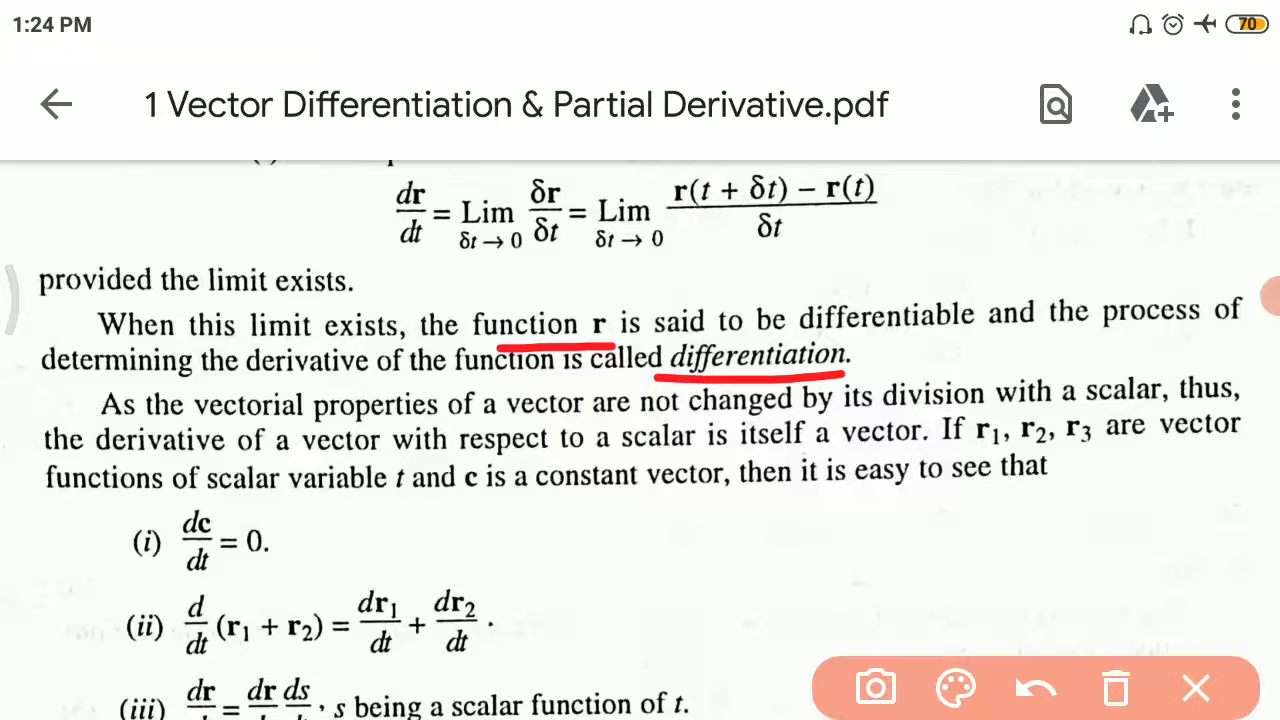 1:24 PM
70
1 Vector Differentiation & Partial Derivative.pdf
dr/dt = Lim δt → 0 δr/δt = Lim δt → 0 r(t + δt) – r(t)/δt
provided the limit exists.
When this limit exists, the function r is said to be differentiable and the process of
determining the derivative of the function is called differentiation.
As the vectorial properties of a vector are not changed by its division with a scalar, thus,
the derivative of a vector with respect to a scalar is itself a vector. If r₁, r₂, r₃ are vector
functions of scalar variable t and c is a constant vector, then it is easy to see that
(i) dc/dt = 0.
(ii) d/dt (r₁ + r₂) = dr₁/dt + dr₂/dt .
(iii) dr = dr ds , s being a scalar function of t.